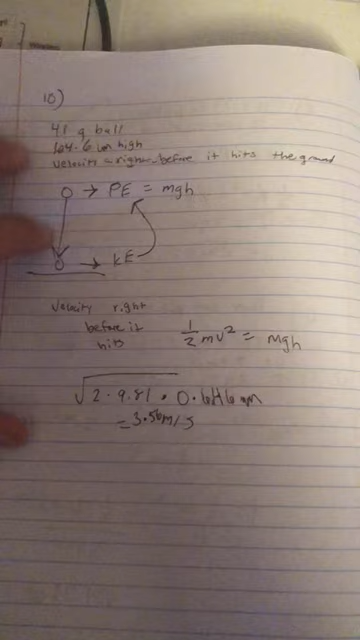 10)
41 g ball
64.6 cm high
velocity right before it hits the ground
O → PE = mgh
O → KE
Velocity right
before it
hits
1/2 mv² = mgh
√2 · 9.81 · 0.646 m
= 3.56 m/s